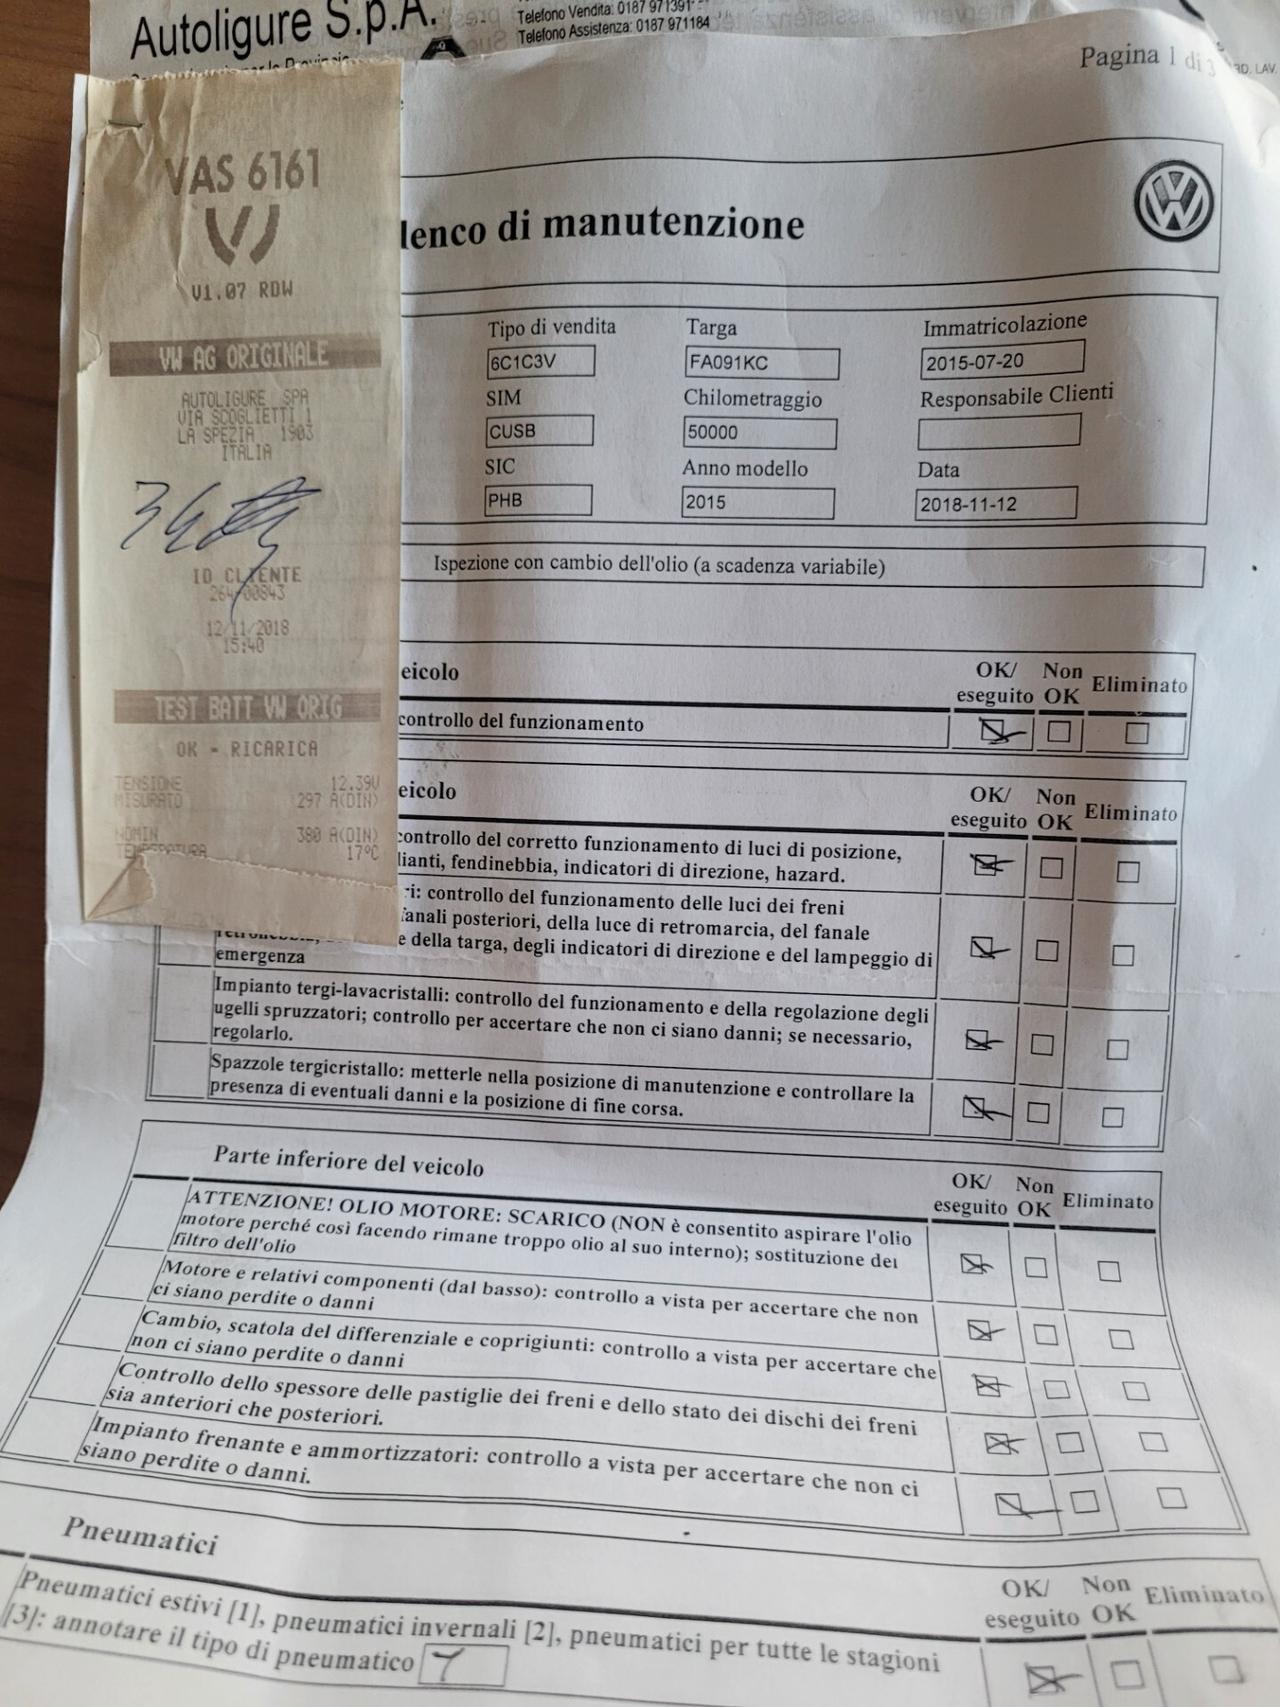 Autoligure S.p.A.
Telefono Vendita: 0187 971391
Telefono Assistenza: 0187 971184
Pagina 1 di 3
RD. LAV.
VAS 6161
V1.07 RDW
VW AG ORIGINALE
AUTOLIGURE SPA
VIA SCOGLIETTI 1
LA SPEZIA 1903
ITALIA
ID CLIENTE
264-00843
12/11/2018
15:40
TEST BATT VW ORIG
OK - RICARICA
TENSIONE 12.39V
MISURATO 297 A(DIN)
NOMIN 380 A(DIN)
TEMPERATURA 17°C
lenco di manutenzione
Tipo di vendita Targa Immatricolazione
6C1C3V FA091KC 2015-07-20
SIM Chilometraggio Responsabile Clienti
CUSB 50000
SIC Anno modello Data
PHB 2015 2018-11-12
Ispezione con cambio dell'olio (a scadenza variabile)
eicolo OK/ eseguito Non OK Eliminato
controllo del funzionamento
eicolo OK/ eseguito Non OK Eliminato
controllo del corretto funzionamento di luci di posizione,
lianti, fendinebbia, indicatori di direzione, hazard.
ri: controllo del funzionamento delle luci dei freni
fanali posteriori, della luce di retromarcia, del fanale
e della targa, degli indicatori di direzione e del lampeggio di
emergenza
Impianto tergi-lavacristalli: controllo del funzionamento e della regolazione degli
ugelli spruzzatori; controllo per accertare che non ci siano danni; se necessario,
regolarlo.
Spazzole tergicristallo: metterle nella posizione di manutenzione e controllare la
presenza di eventuali danni e la posizione di fine corsa.
Parte inferiore del veicolo OK/ eseguito Non OK Eliminato
ATTENZIONE! OLIO MOTORE: SCARICO (NON è consentito aspirare l'olio
motore perché così facendo rimane troppo olio al suo interno); sostituzione del
filtro dell'olio
Motore e relativi componenti (dal basso): controllo a vista per accertare che non
ci siano perdite o danni
Cambio, scatola del differenziale e coprigiunti: controllo a vista per accertare che
non ci siano perdite o danni
Controllo dello spessore delle pastiglie dei freni e dello stato dei dischi dei freni
sia anteriori che posteriori.
Impianto frenante e ammortizzatori: controllo a vista per accertare che non ci
siano perdite o danni.
Pneumatici OK/ eseguito Non OK Eliminato
Pneumatici estivi [1], pneumatici invernali [2], pneumatici per tutte le stagioni
[3]: annotare il tipo di pneumatico